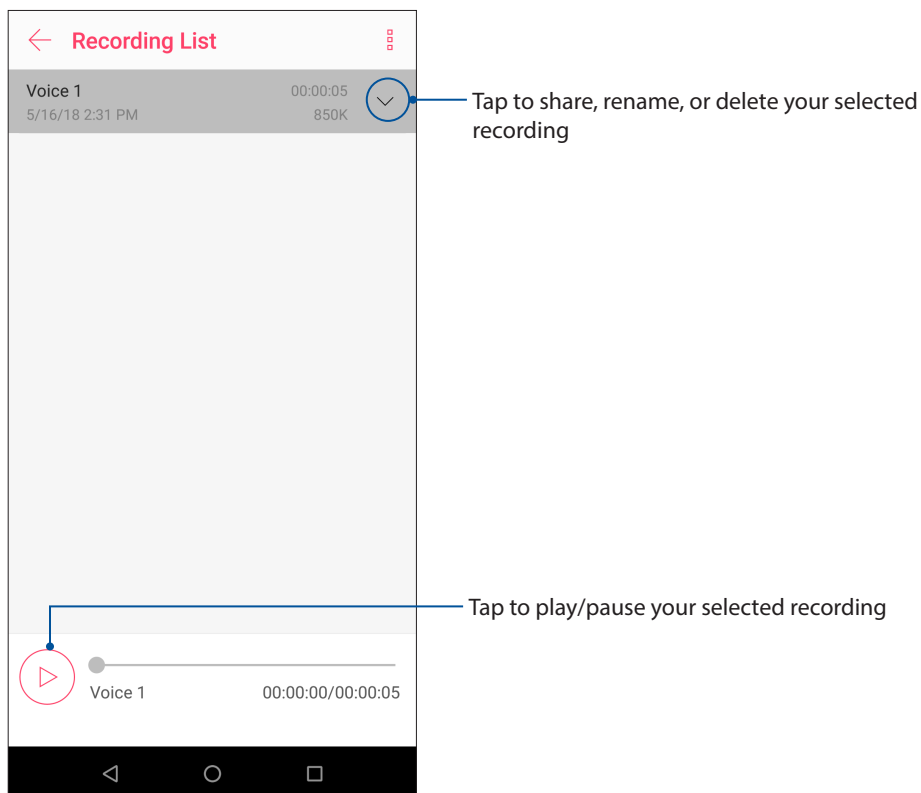 Recording List
Voice 1 00:00:05
5/16/18 2:31 PM 850K
Tap to share, rename, or delete your selected
recording
Tap to play/pause your selected recording
Voice 1 00:00:00/00:00:05